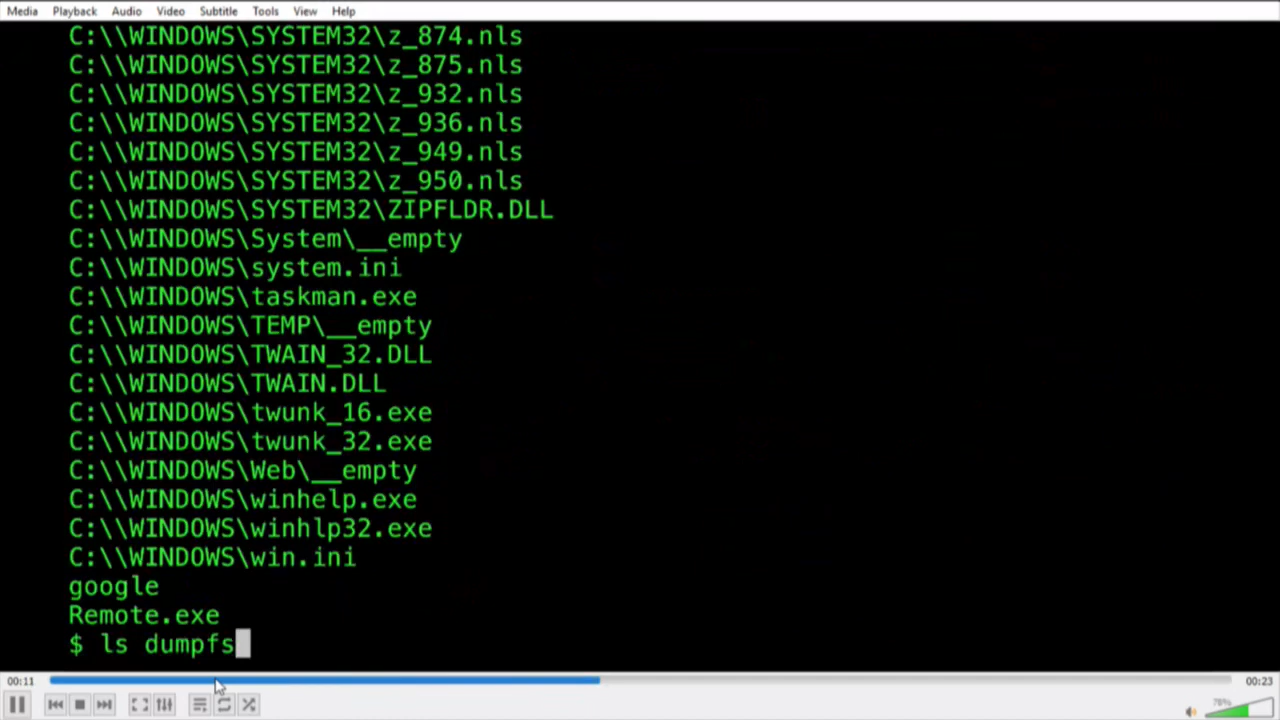 Media Playback Audio Video Subtitle Tools View Help
C:\\WINDOWS\SYSTEM32\z_874.nls
C:\\WINDOWS\SYSTEM32\z_875.nls
C:\\WINDOWS\SYSTEM32\z_932.nls
C:\\WINDOWS\SYSTEM32\z_936.nls
C:\\WINDOWS\SYSTEM32\z_949.nls
C:\\WINDOWS\SYSTEM32\z_950.nls
C:\\WINDOWS\SYSTEM32\ZIPFLDR.DLL
C:\\WINDOWS\System\__empty
C:\\WINDOWS\system.ini
C:\\WINDOWS\taskman.exe
C:\\WINDOWS\TEMP\__empty
C:\\WINDOWS\TWAIN_32.DLL
C:\\WINDOWS\TWAIN.DLL
C:\\WINDOWS\twunk_16.exe
C:\\WINDOWS\twunk_32.exe
C:\\WINDOWS\Web\__empty
C:\\WINDOWS\winhelp.exe
C:\\WINDOWS\winhlp32.exe
C:\\WINDOWS\win.ini
google
Remote.exe
$ ls dumpfs
00:11 00:23
78%